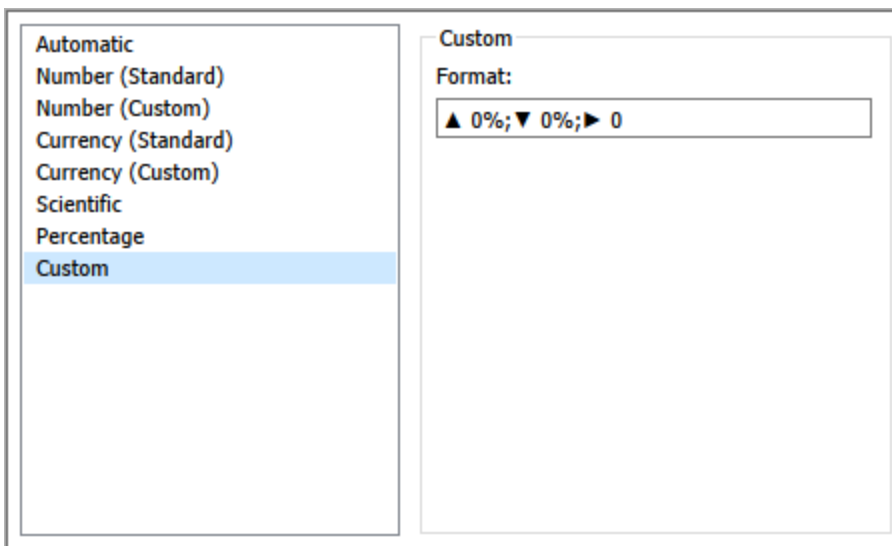 Automatic
Number (Standard)
Number (Custom)
Currency (Standard)
Currency (Custom)
Scientific
Percentage
Custom
Custom
Format:
▲ 0%;▼ 0%;► 0